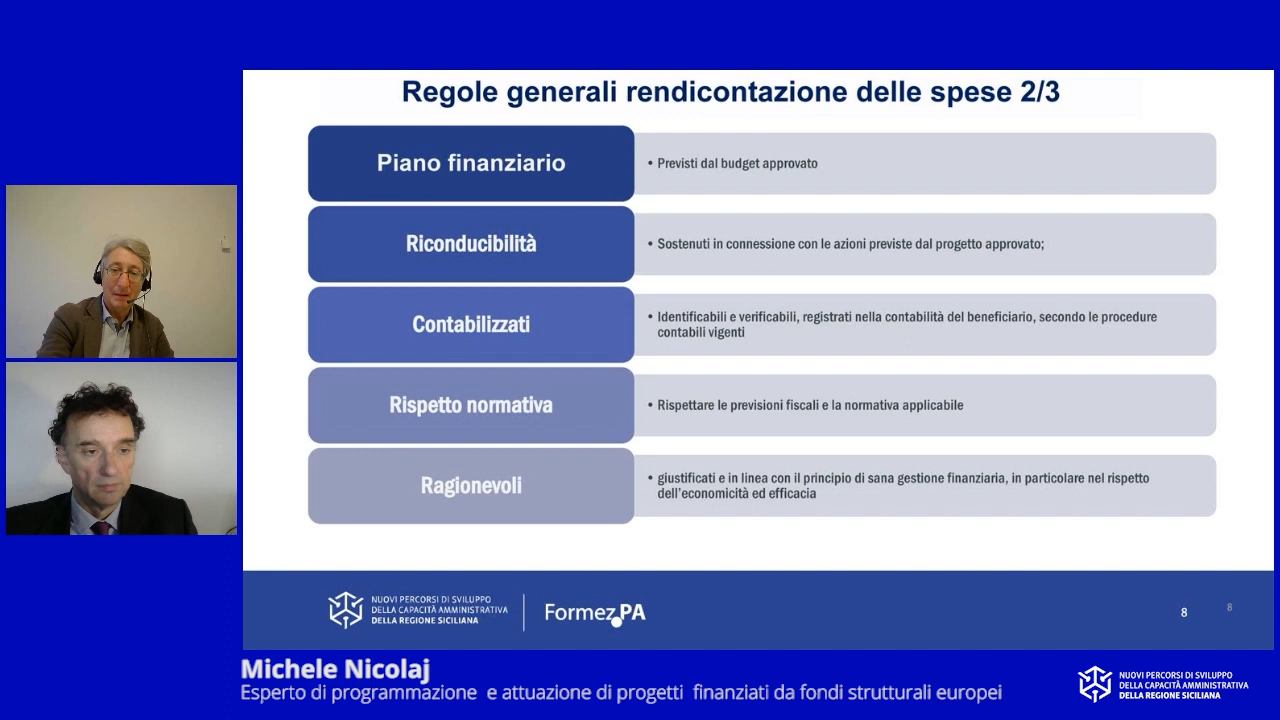 Regole generali rendicontazione delle spese 2/3
Piano finanziario
• Previsti dal budget approvato
Riconducibilità
• Sostenuti in connessione con le azioni previste dal progetto approvato;
Contabilizzati
• Identificabili e verificabili, registrati nella contabilità del beneficiario, secondo le procedure
contabili vigenti
Rispetto normativa
• Rispettare le previsioni fiscali e la normativa applicabile
Ragionevoli
• giustificati e in linea con il principio di sana gestione finanziaria, in particolare nel rispetto
dell'economicità ed efficacia
NUOVI PERCORSI DI SVILUPPO
DELLA CAPACITÀ AMMINISTRATIVA
DELLA REGIONE SICILIANA
Formez PA
8
8
Michele Nicolaj
Esperto di programmazione e attuazione di progetti finanziati da fondi strutturali europei
NUOVI PERCORSI DI SVILUPPO
DELLA CAPACITÀ AMMINISTRATIVA
DELLA REGIONE SICILIANA